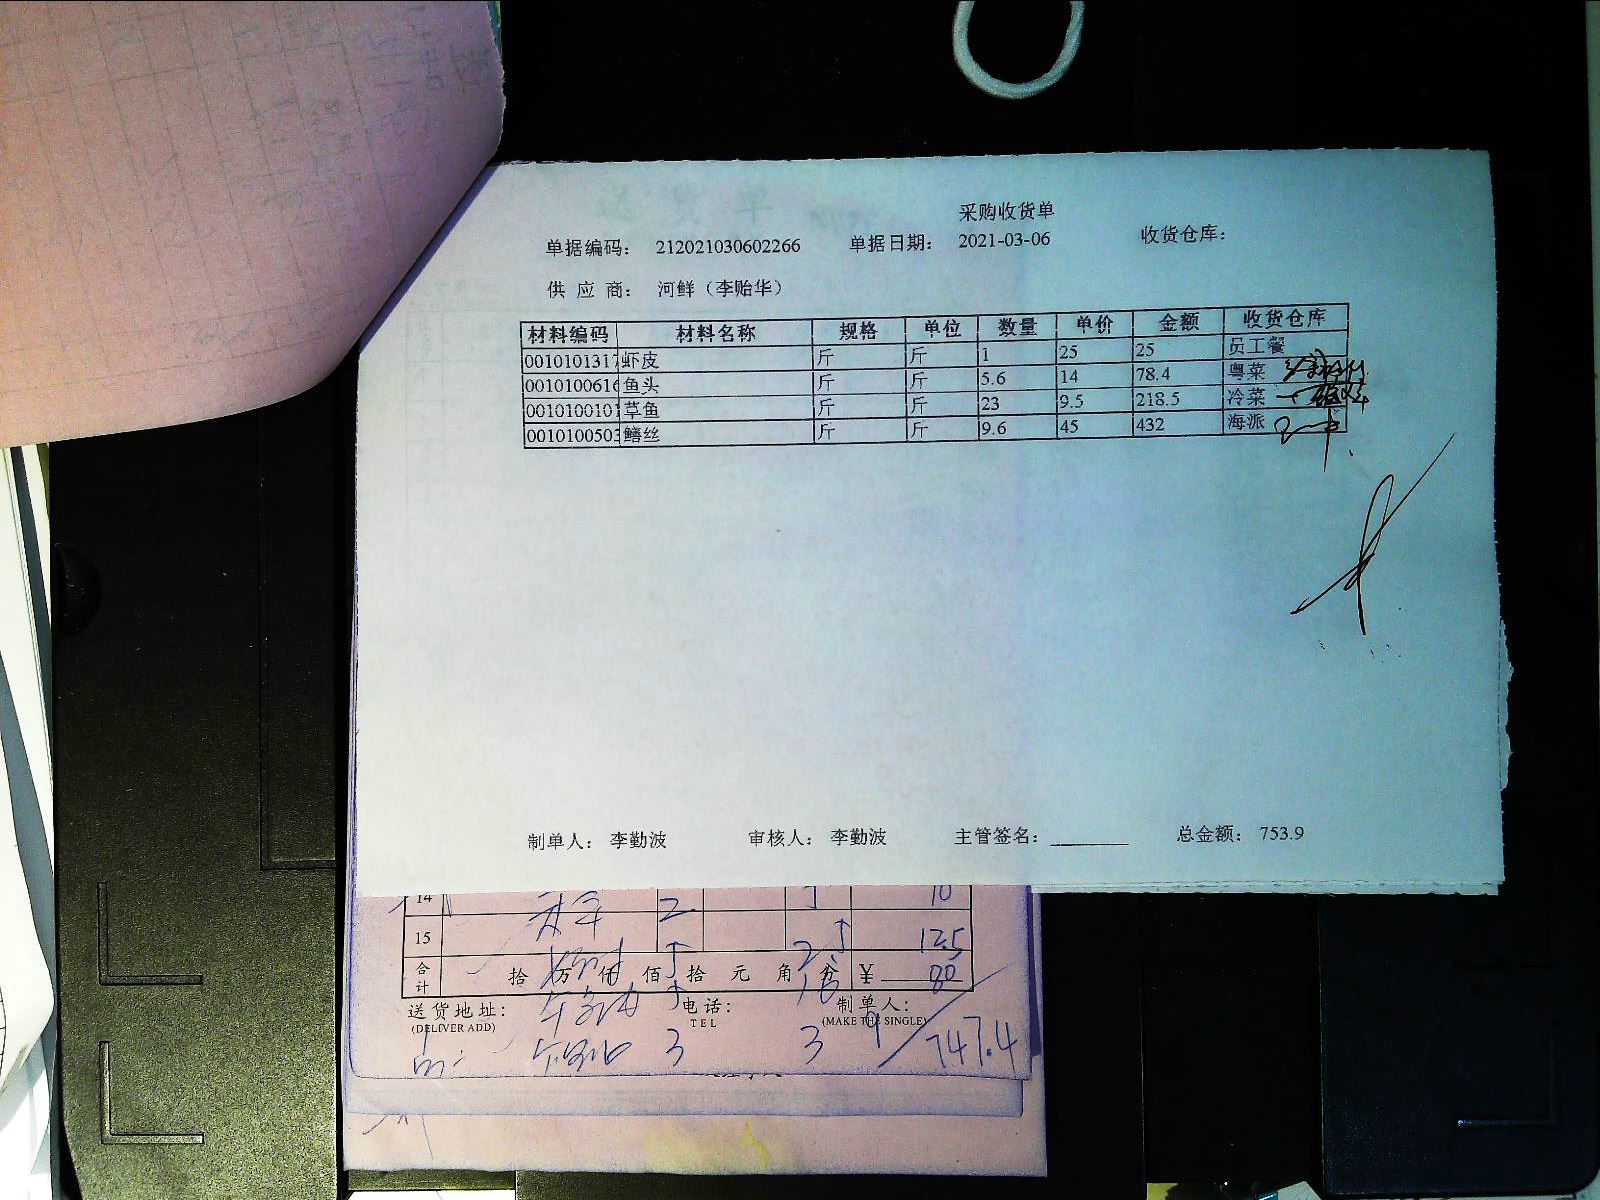 采购收货单
单据编码： 212021030602266 单据日期： 2021-03-06 收货仓库：
供 应 商： 河鲜（李贻华）
材料编码 材料名称 规格 单位 数量 单价 金额 收货仓库
0010101317 虾皮 斤 斤 1 25 25 员工餐
001010061 鱼头 斤 斤 5.6 14 78.4 粤菜
001010010 草鱼 斤 斤 23 9.5 218.5 冷菜
001010050 鳝丝 斤 斤 9.6 45 432 海派
制单人： 李勤波 审核人： 李勤波 主管签名： 总金额： 753.9
14 10
15 12.5
合计 拾 万 仟 佰 拾 元 角 分 ¥ 80
送货地址： 电话： 制单人：
(DELIVER ADD) TEL (MAKE THE SINGLE)
3 3 9 747.4